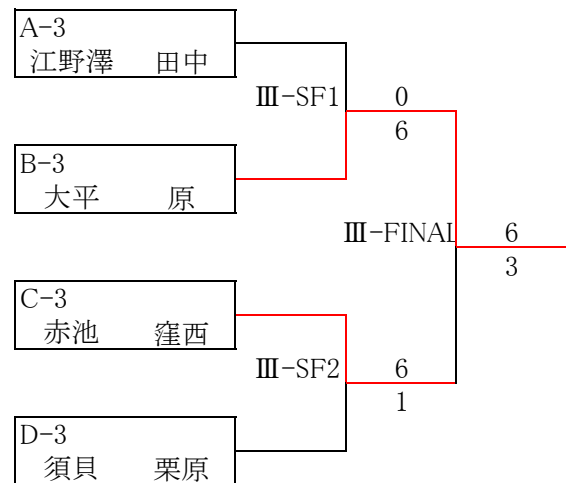 A-3
江野澤 田中
Ⅲ-SF1
0
6
B-3
大平 原
Ⅲ-FINAL
6
3
C-3
赤池 窪西
Ⅲ-SF2
6
1
D-3
須貝 栗原